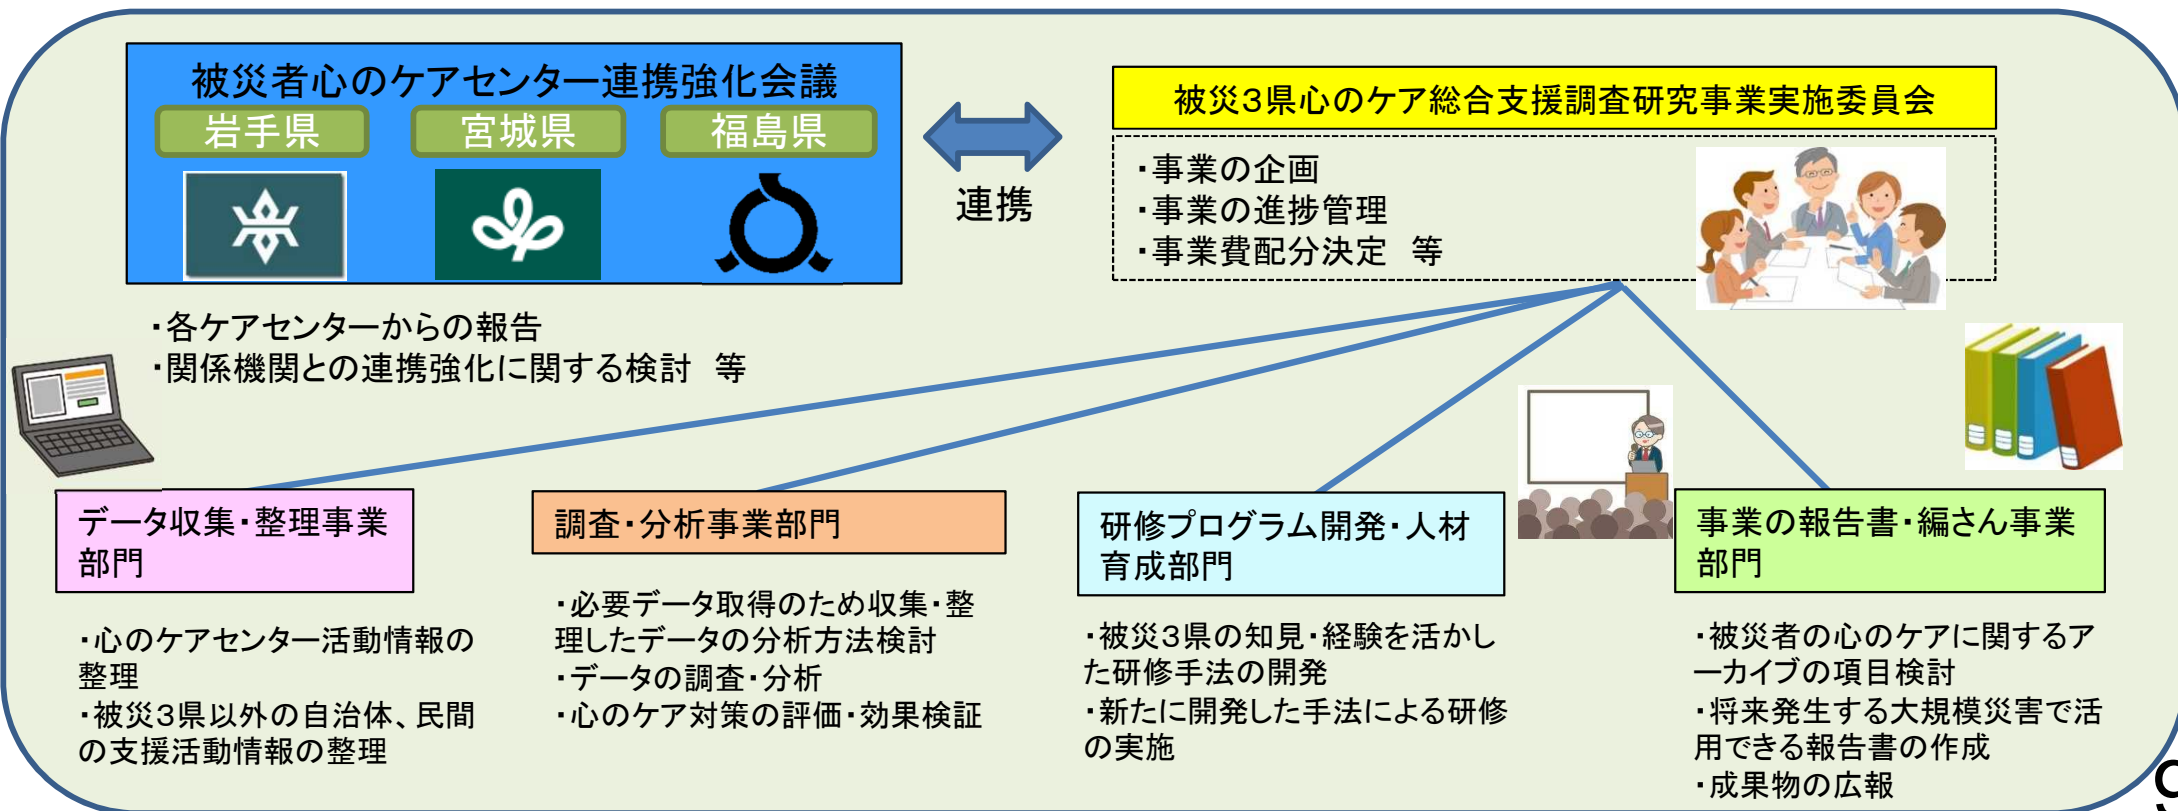 被災者心のケアセンター連携強化会議
岩手県
宮城県
福島県
・各ケアセンターからの報告
・関係機関との連携強化に関する検討　等
連携
被災３県心のケア総合支援調査研究事業実施委員会
・事業の企画
・事業の進捗管理
・事業費配分決定　等
データ収集・整理事業
部門
・心のケアセンター活動情報の
整理
・被災３県以外の自治体、民間
の支援活動情報の整理
調査・分析事業部門
・必要データ取得のため収集・整
理したデータの分析方法検討
・データの調査・分析
・心のケア対策の評価・効果検証
研修プログラム開発・人材
育成部門
・被災３県の知見・経験を活かし
た研修手法の開発
・新たに開発した手法による研修
の実施
事業の報告書・編さん事業
部門
・被災者の心のケアに関するア
ーカイブの項目検討
・将来発生する大規模災害で活
用できる報告書の作成
・成果物の広報